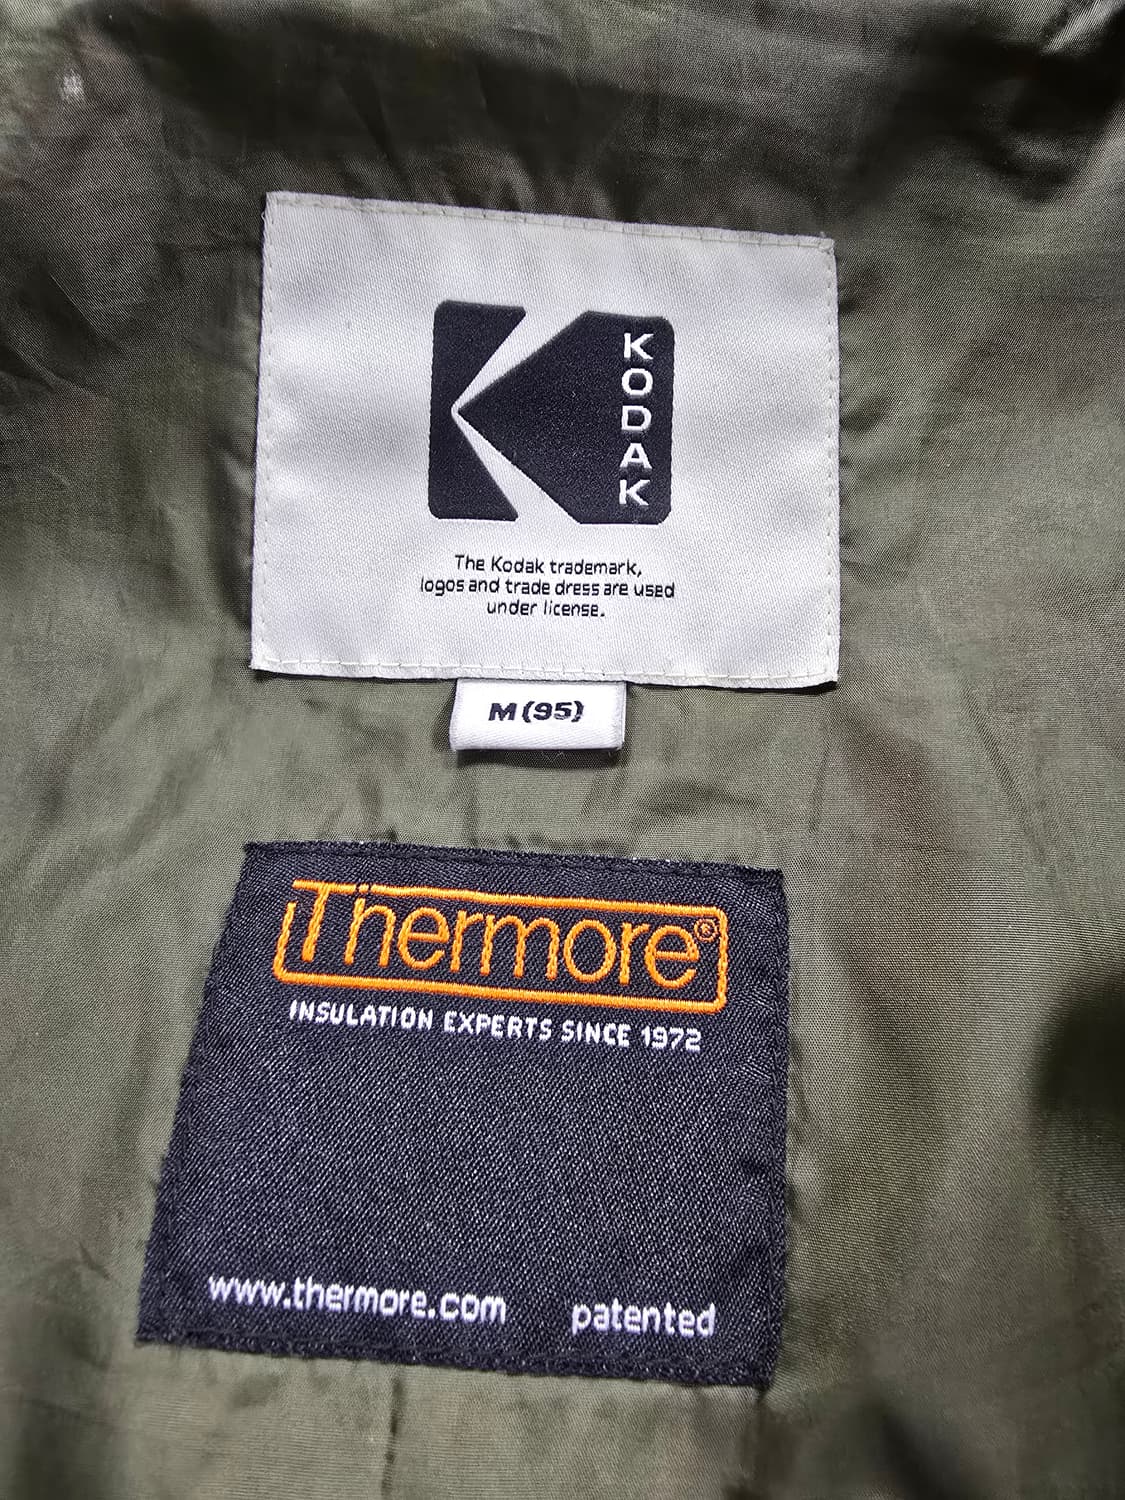 KODAK
The Kodak trademark,
logos and trade dress are used
under license.
M (95)
Thermore®
INSULATION EXPERTS SINCE 1972
www.thermore.com patented